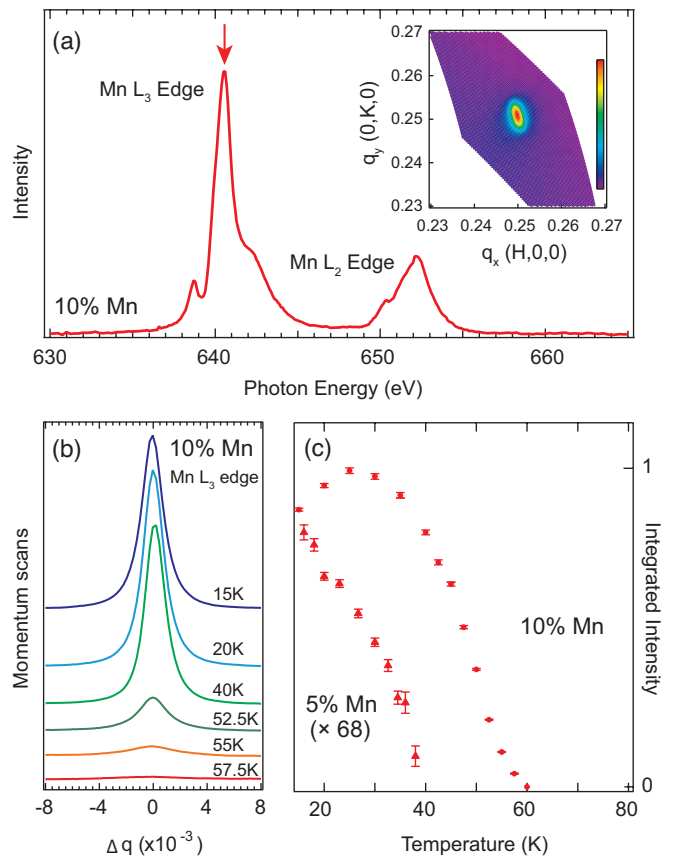 (a)
Mn L3 Edge
Mn L2 Edge
10% Mn
Intensity
630
640
650
660
Photon Energy (eV)
0.27
0.26
0.25
0.24
0.23
qy (0,K,0)
0.23 0.24 0.25 0.26 0.27
qx (H,0,0)
(b)
10% Mn
Mn L3 edge
15K
20K
40K
52.5K
55K
57.5K
Momentum scans
-8 -4 0 4 8
Δ q (x10-3)
(c)
10% Mn
5% Mn
(× 68)
1
0
Integrated Intensity
20 40 60 80
Temperature (K)